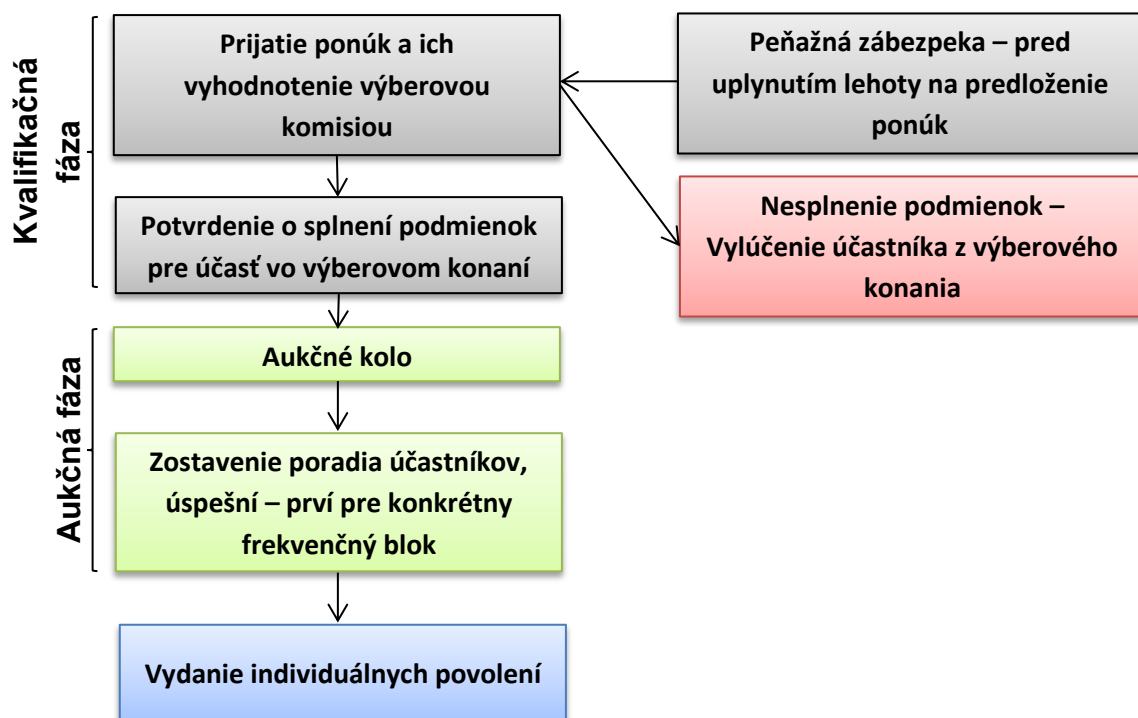 Kvalifikačná
fáza
Prijatie ponúk a ich
vyhodnotenie výberovou
komisiou
Peňažná zábezpeka – pred
uplynutím lehoty na predloženie
ponúk
Potvrdenie o splnení podmienok
pre účasť vo výberovom konaní
Nesplnenie podmienok –
Vylúčenie účastníka z výberového
konania
Aukčná fáza
Aukčné kolo
Zostavenie poradia účastníkov,
úspešní – prví pre konkrétny
frekvenčný blok
Vydanie individuálnych povolení